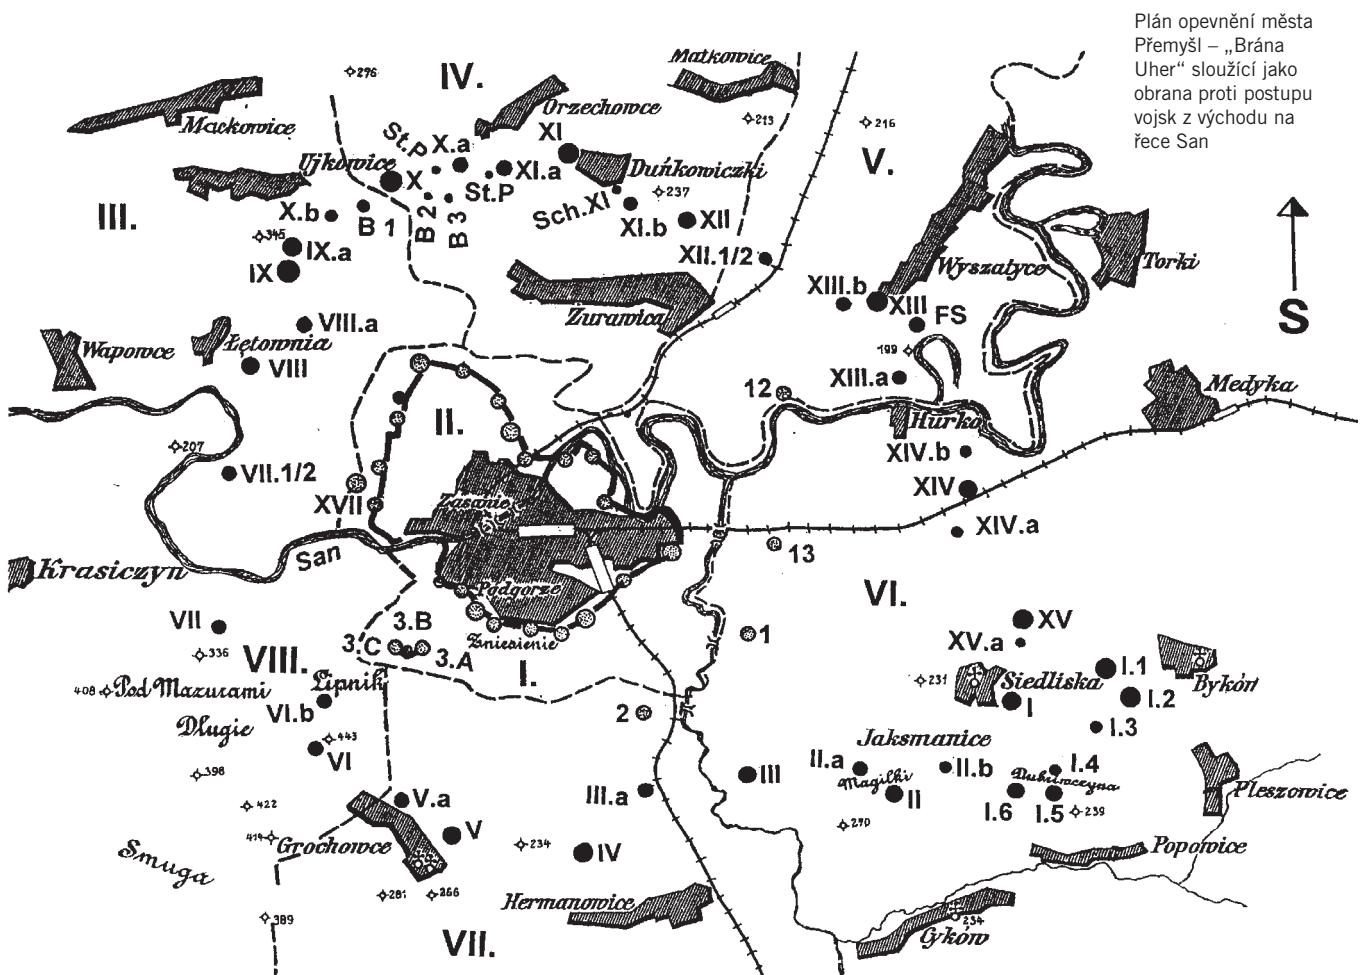 Plán opevnění města
Přemyšl – „Brána
Uher“ sloužící jako
obrana proti postupu
vojsk z východu na
řece San
Matkowice
IV.
276
Orzechowce
Mackowice
213
216
V.
St.P
X.a
XI
Ujkowice
X
XI.a
St.P
Duńkowiczki
237
III.
X.b
B 1
B 2
B 3
Sch.XI
XI.b
XII
345
IX.a
IX
XII.1/2
Wyszatyce
Torki
XIII.b
XIII
FS
S
Żurawica
VIII.a
Łętownia
Wapowce
VIII
199
XIII.a
12
Medyka
II.
Hurko
207
VII.1/2
XIV.b
XVII
XIV
Zasanie
XIV.a
San
13
Krasiczyn
Podgorze
VI.
VII
3.B
3.C
3.A
Zniesienie
1
XV
XV.a
336
VIII.
I.
231
Siedliska
I.1
Byków
408
Pod Mazurami
Lipnik
VI.b
I
I.2
2
I.3
Długie
443
VI
Jaksmanice
II.a
II.b
I.4
398
III
Magilki
II
I.6
I.5
239
Pleszowice
III.a
422
V.a
414
Grochowce
V
234
IV
270
Popowice
Smuga
281
266
Hermanowice
389
VII.
234
Cyków